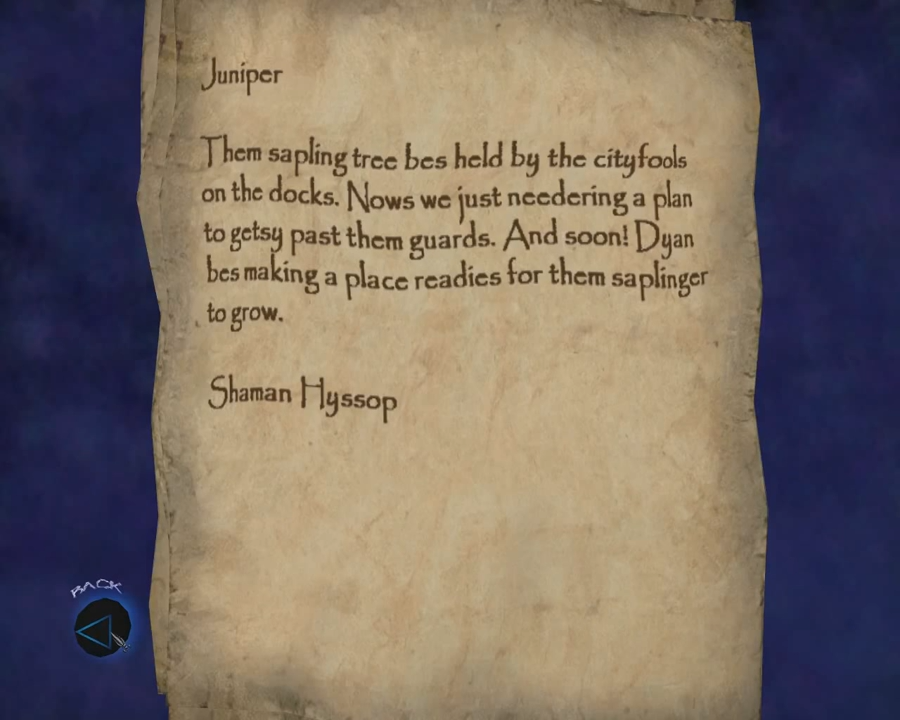 Juniper
Them sapling tree bes held by the cityfools
on the docks. Nows we just needering a plan
to getsy past them guards. And soon! Dyan
bes making a place readies for them saplinger
to grow.
Shaman Hyssop
BACK